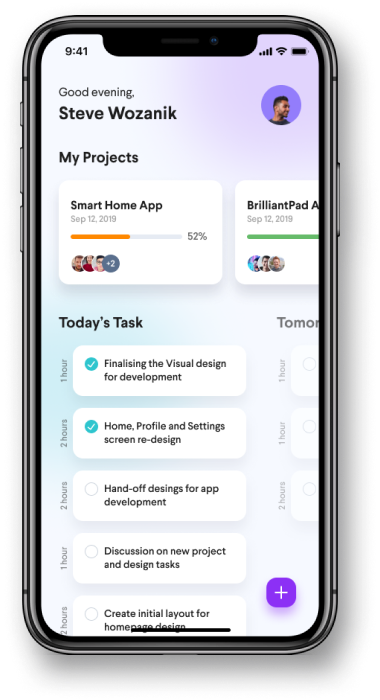 9:41
Good evening,
Steve Wozanik
My Projects
Smart Home App
Sep 12, 2019
52%
+2
BrilliantPad A
Sep 12, 2019
Today's Task
Tomor
1 hour
Finalising the Visual design
for development
1 hour
2 hours
Home, Profile and Settings
screen re-design
1 hour
2 hours
Hand-off desings for app
development
2 hours
1 hour
Discussion on new project
and design tasks
2 hours
Create initial layout for
homepage design